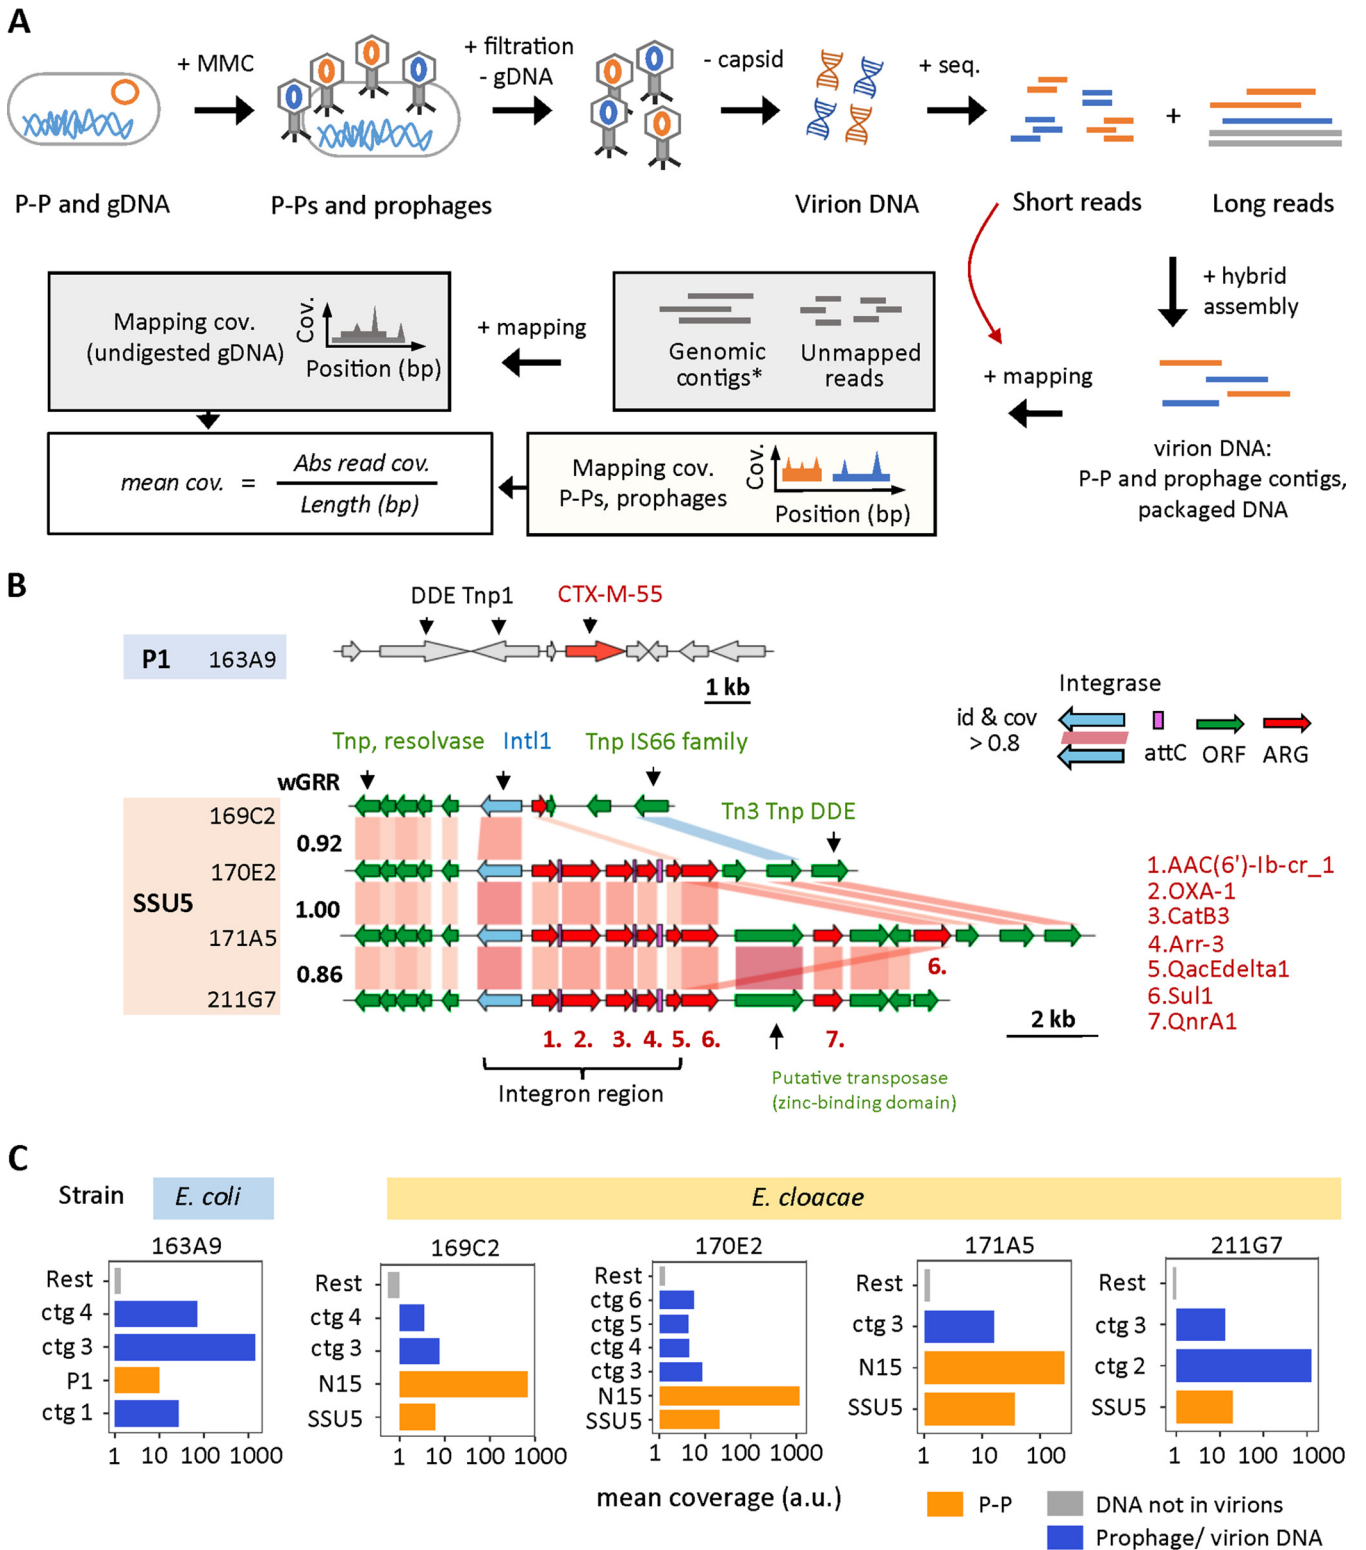 A
+ MMC
+ filtration
- gDNA
- capsid
+ seq.
+
P-P and gDNA
P-Ps and prophages
Virion DNA
Short reads
Long reads
+ hybrid
assembly
Mapping cov.
(undigested gDNA)
Cov.
Position (bp)
+ mapping
Genomic
contigs*
Unmapped
reads
+ mapping
mean cov. =
Abs read cov.
Length (bp)
Mapping cov.
P-Ps, prophages
Cov.
Position (bp)
virion DNA:
P-P and prophage contigs,
packaged DNA
B
DDE Tnp1
CTX-M-55
P1 163A9
1 kb
Integrase
id & cov
> 0.8
attC
ORF
ARG
Tnp, resolvase
IntI1
Tnp IS66 family
wGRR
Tn3 Tnp DDE
169C2
0.92
170E2
SSU5
1.00
171A5
0.86
6.
211G7
1. 2. 3. 4. 5. 6. 7.
2 kb
Integron region
Putative transposase
(zinc-binding domain)
1.AAC(6')-Ib-cr_1
2.OXA-1
3.CatB3
4.Arr-3
5.QacEdelta1
6.Sul1
7.QnrA1
C
Strain
E. coli
E. cloacae
163A9
Rest
ctg 4
ctg 3
P1
ctg 1
1 10 100 1000
169C2
Rest
ctg 4
ctg 3
N15
SSU5
1 10 100 1000
170E2
Rest
ctg 6
ctg 5
ctg 4
ctg 3
N15
SSU5
1 10 100 1000
171A5
Rest
ctg 3
N15
SSU5
1 10 100
211G7
Rest
ctg 3
ctg 2
SSU5
1 10 100 1000
mean coverage (a.u.)
P-P
DNA not in virions
Prophage/ virion DNA